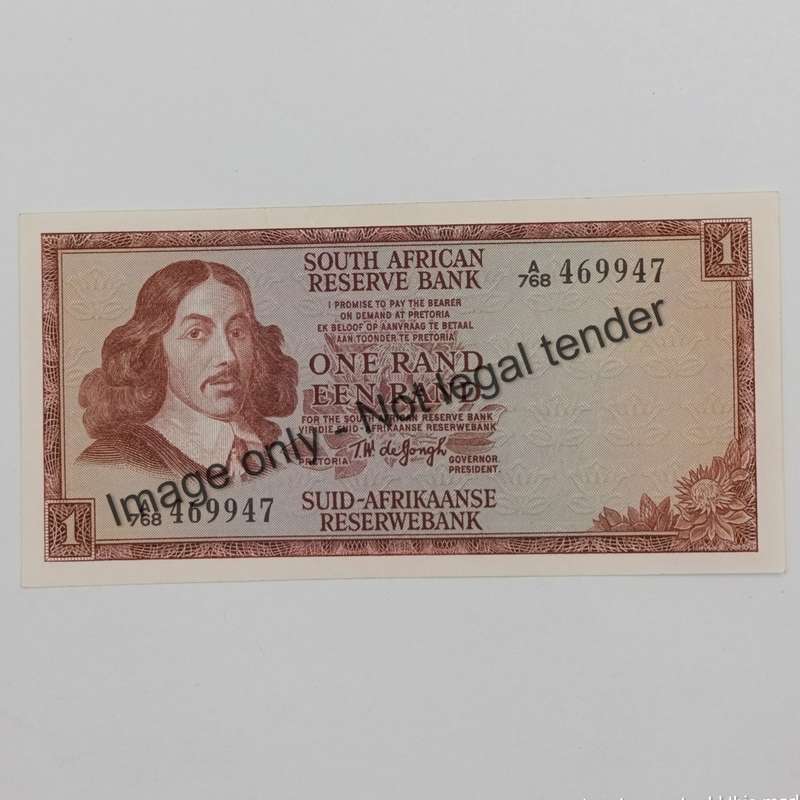 1
SOUTH AFRICAN
RESERVE BANK
A/768 469947
I PROMISE TO PAY THE BEARER
ON DEMAND AT PRETORIA
EK BELOOF OP AANVRAAG TE BETAAL
AAN TOONDER TE PRETORIA
ONE RAND
EEN RAND
FOR THE SOUTH AFRICAN RESERVE BANK
VIR DIE SUID-AFRIKAANSE RESERWEBANK
T.W. de Jongh
PRETORIA
GOVERNOR.
PRESIDENT.
A/768 469947
SUID-AFRIKAANSE
RESERWEBANK
1
Image only - Not legal tender